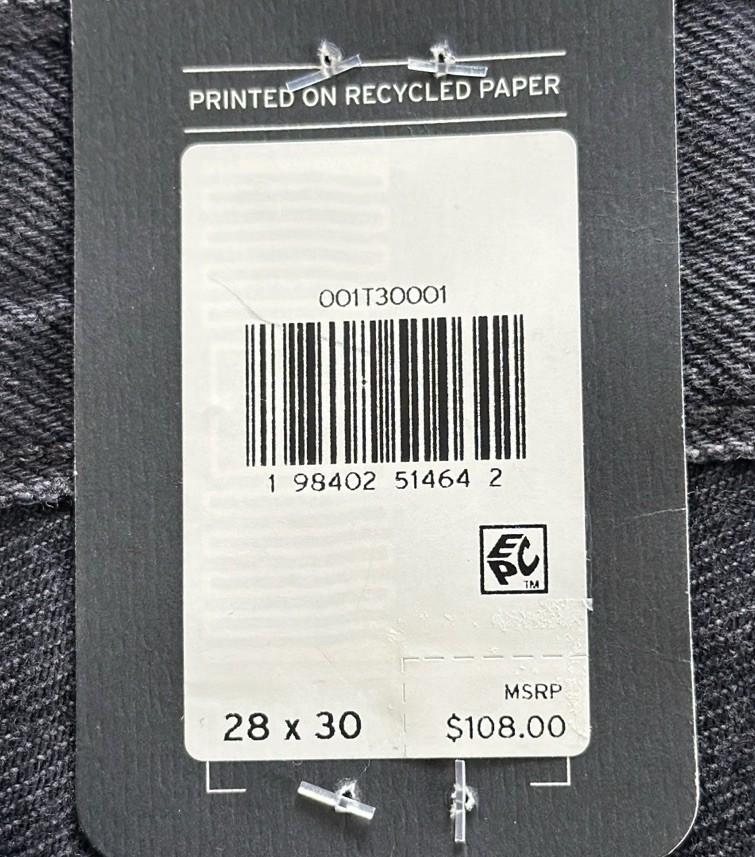 PRINTED ON RECYCLED PAPER
001T30001
1 98402 51464 2
EPC
TM
MSRP
28 x 30 $108.00